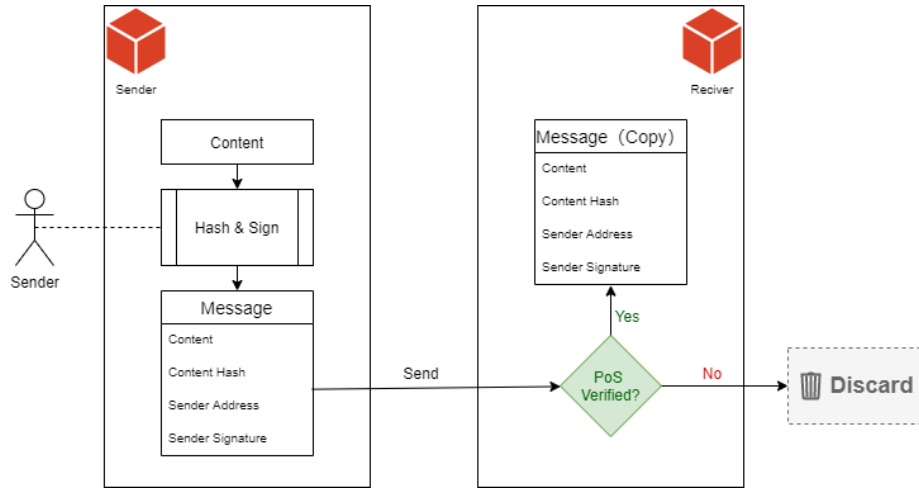 Sender
Content
Hash & Sign
Sender
Message
Content
Content Hash
Sender Address
Sender Signature
Send
Reciver
Message（Copy）
Content
Content Hash
Sender Address
Sender Signature
Yes
PoS
Verified?
No
Discard